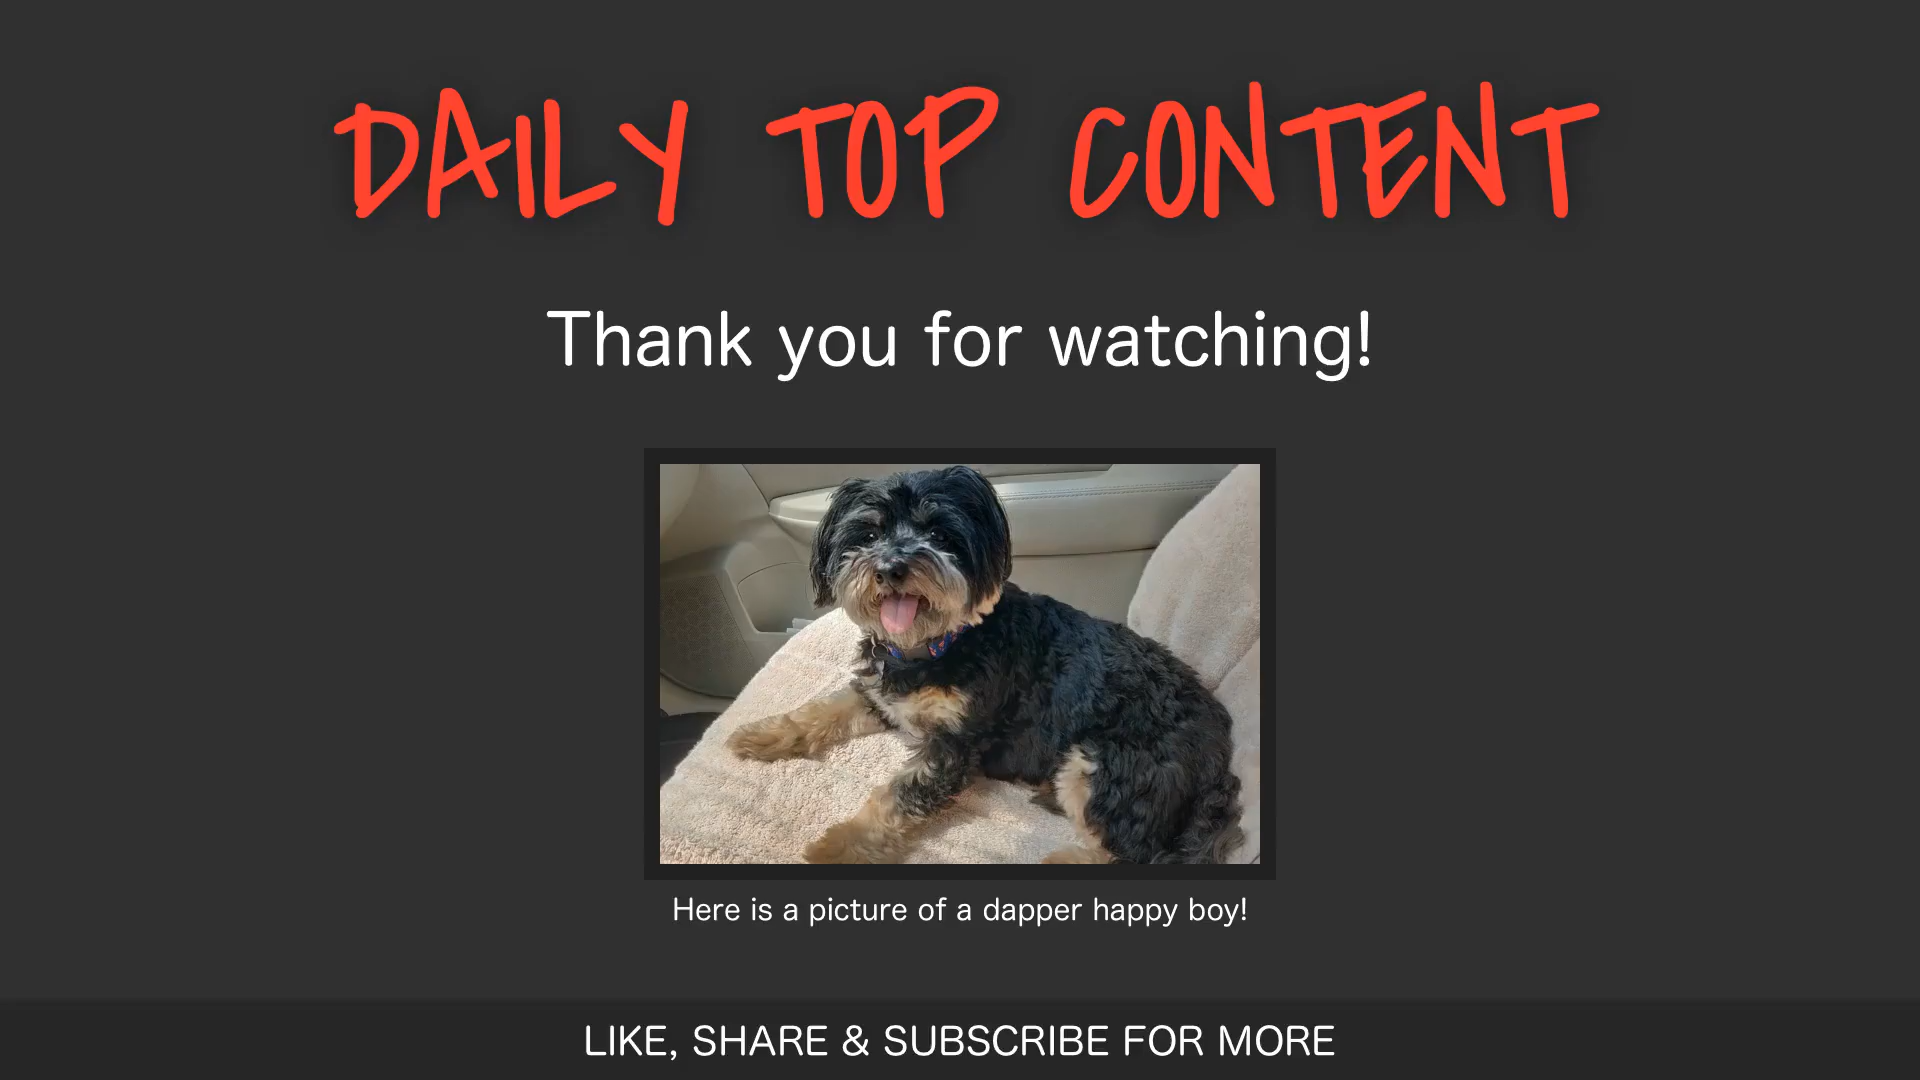 DAILY TOP CONTENT
Thank you for watching!
Here is a picture of a dapper happy boy!
LIKE, SHARE & SUBSCRIBE FOR MORE